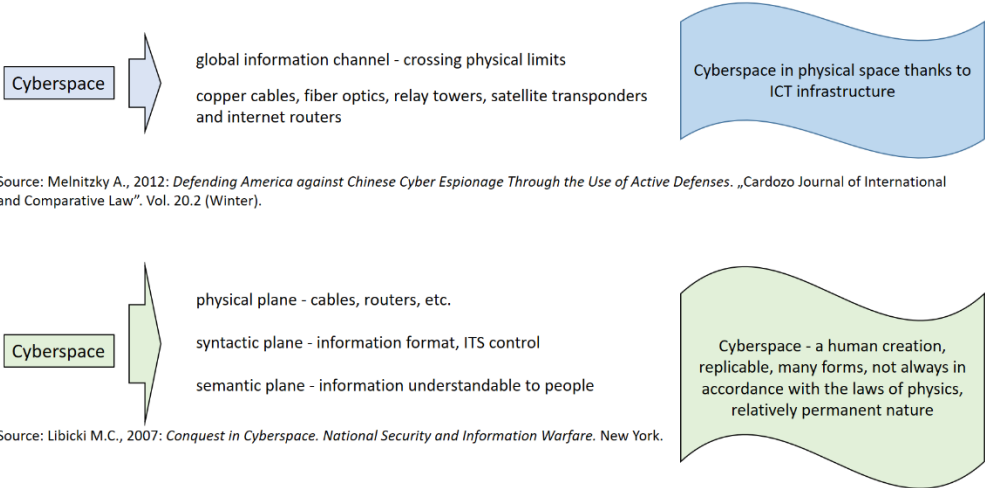 Cyberspace
global information channel - crossing physical limits
copper cables, fiber optics, relay towers, satellite transponders
and internet routers
Cyberspace in physical space thanks to
ICT infrastructure
Source: Melnitzky A., 2012: Defending America against Chinese Cyber Espionage Through the Use of Active Defenses. „Cardozo Journal of International
and Comparative Law”. Vol. 20.2 (Winter).
Cyberspace
physical plane - cables, routers, etc.
syntactic plane - information format, ITS control
semantic plane - information understandable to people
Cyberspace - a human creation,
replicable, many forms, not always in
accordance with the laws of physics,
relatively permanent nature
Source: Libicki M.C., 2007: Conquest in Cyberspace. National Security and Information Warfare. New York.